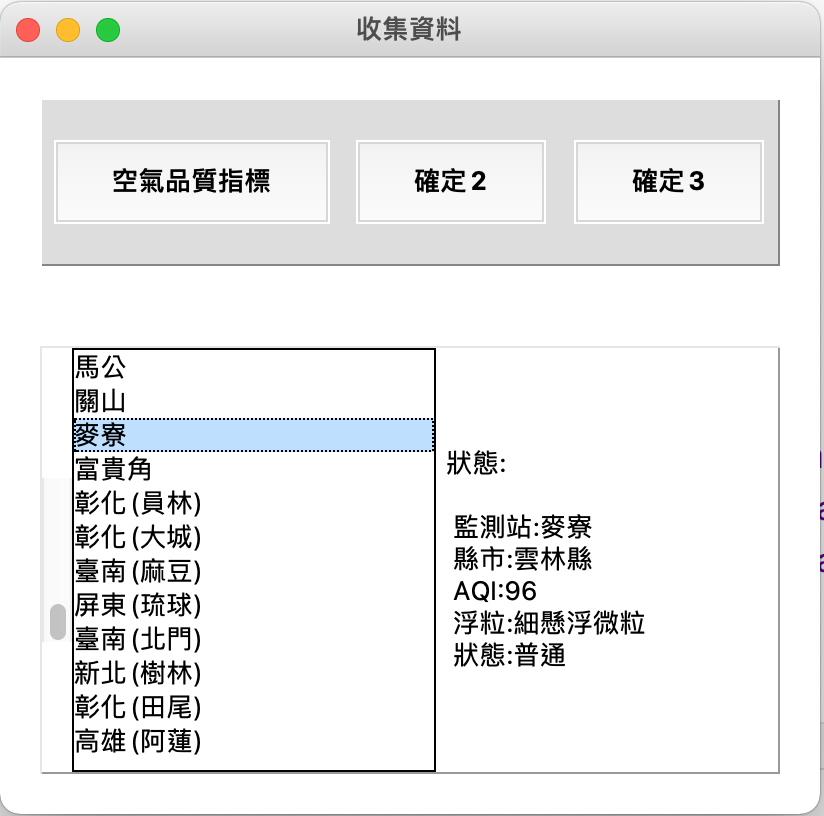 收集資料
空氣品質指標
確定2
確定3
馬公
關山
麥寮
富貴角
彰化(員林)
彰化(大城)
臺南(麻豆)
屏東(琉球)
臺南(北門)
新北(樹林)
彰化(田尾)
高雄(阿蓮)
狀態:
監測站:麥寮
縣市:雲林縣
AQI:96
浮粒:細懸浮微粒
狀態:普通